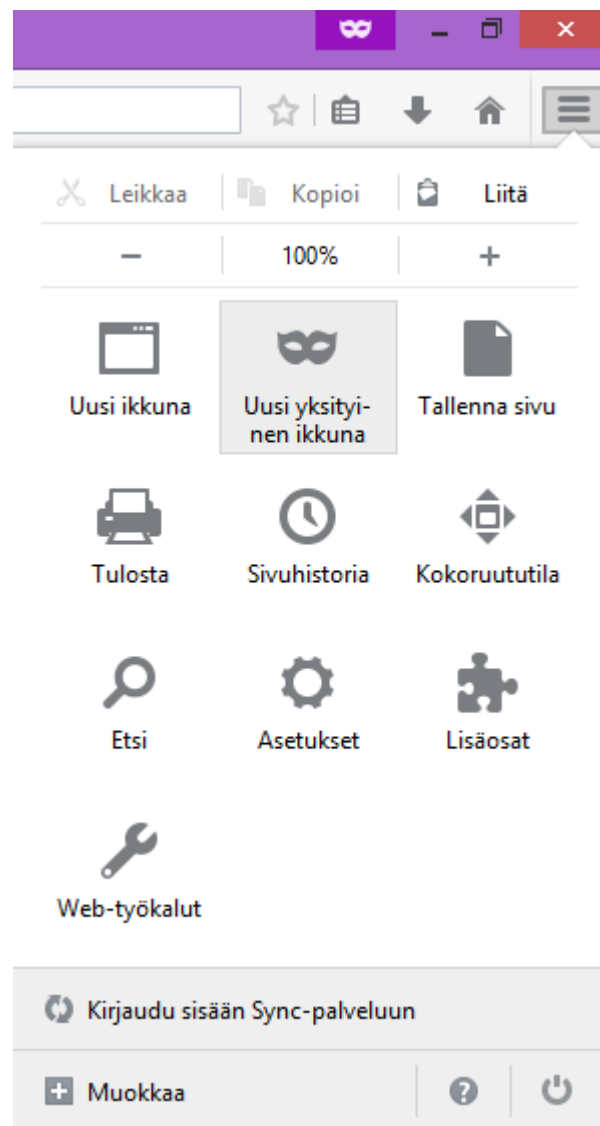 Leikkaa Kopioi Liitä
− 100% +
Uusi ikkuna Uusi yksityi- Tallenna sivu
nen ikkuna
Tulosta Sivuhistoria Kokoruututila
Etsi Asetukset Lisäosat
Web-työkalut
Kirjaudu sisään Sync-palveluun
Muokkaa